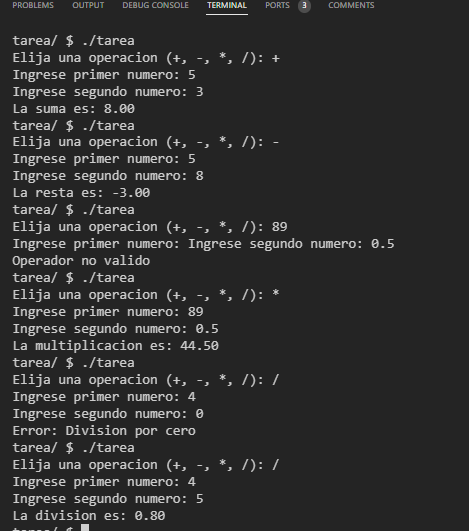 PROBLEMS OUTPUT DEBUG CONSOLE TERMINAL PORTS 3 COMMENTS
tarea/ $ ./tarea
Elija una operacion (+, -, *, /): +
Ingrese primer numero: 5
Ingrese segundo numero: 3
La suma es: 8.00
tarea/ $ ./tarea
Elija una operacion (+, -, *, /): -
Ingrese primer numero: 5
Ingrese segundo numero: 8
La resta es: -3.00
tarea/ $ ./tarea
Elija una operacion (+, -, *, /): 89
Ingrese primer numero: Ingrese segundo numero: 0.5
Operador no valido
tarea/ $ ./tarea
Elija una operacion (+, -, *, /): *
Ingrese primer numero: 89
Ingrese segundo numero: 0.5
La multiplicacion es: 44.50
tarea/ $ ./tarea
Elija una operacion (+, -, *, /): /
Ingrese primer numero: 4
Ingrese segundo numero: 0
Error: Division por cero
tarea/ $ ./tarea
Elija una operacion (+, -, *, /): /
Ingrese primer numero: 4
Ingrese segundo numero: 5
La division es: 0.80
tarea/ $